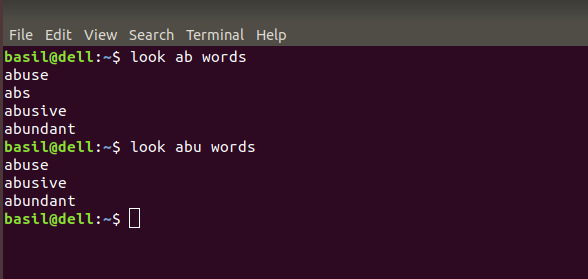 File Edit View Search Terminal Help
basil@dell:~$ look ab words
abuse
abs
abusive
abundant
basil@dell:~$ look abu words
abuse
abusive
abundant
basil@dell:~$